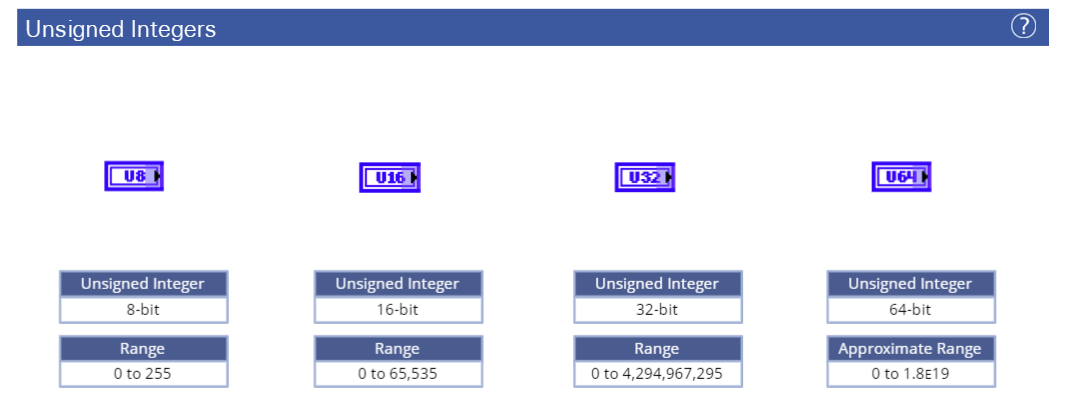 Unsigned Integers ?
U8 U16 U32 U64
Unsigned Integer Unsigned Integer Unsigned Integer Unsigned Integer
8-bit 16-bit 32-bit 64-bit
Range Range Range Approximate Range
0 to 255 0 to 65,535 0 to 4,294,967,295 0 to 1.8E19